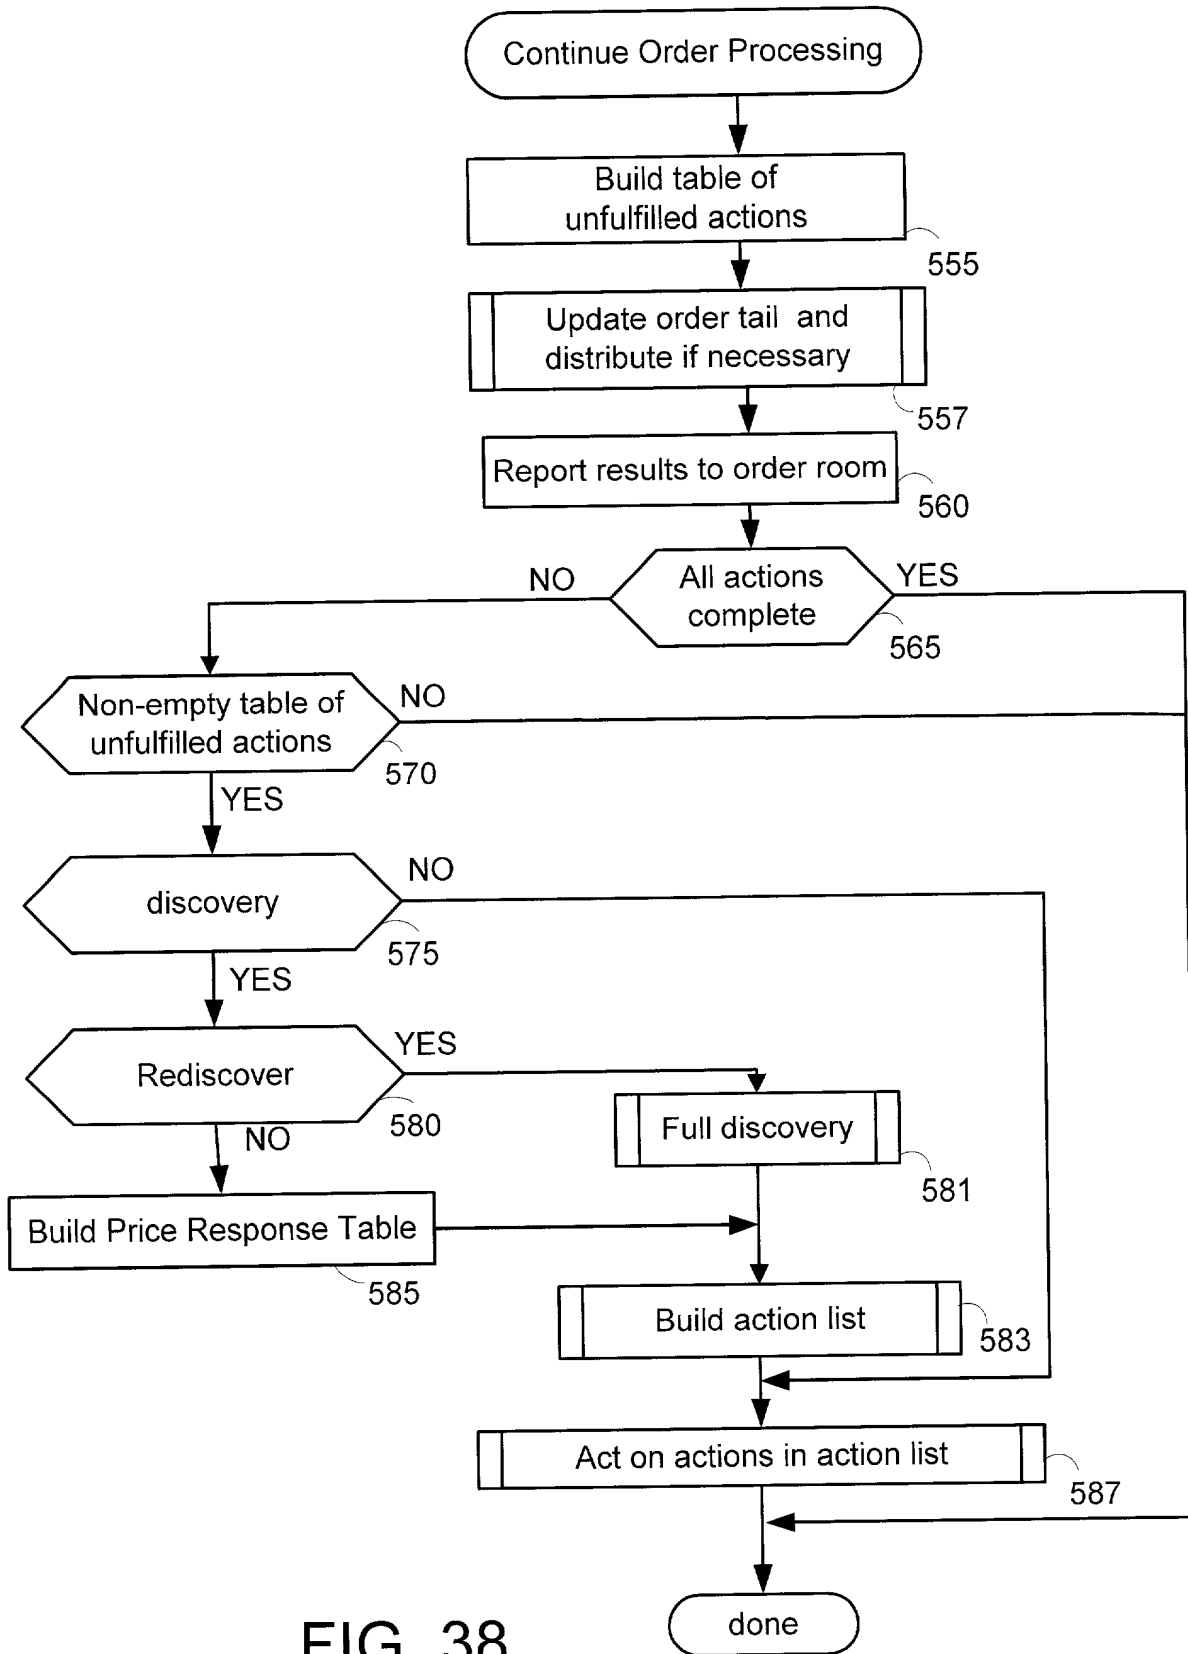 Continue Order Processing
Build table of
unfulfilled actions
555
Update order tail and
distribute if necessary
557
Report results to order room
560
All actions
complete
NO
YES
565
Non-empty table of
unfulfilled actions
NO
570
YES
discovery
NO
575
YES
Rediscover
YES
580
NO
Full discovery
581
Build Price Response Table
585
Build action list
583
Act on actions in action list
587
done
FIG. 38